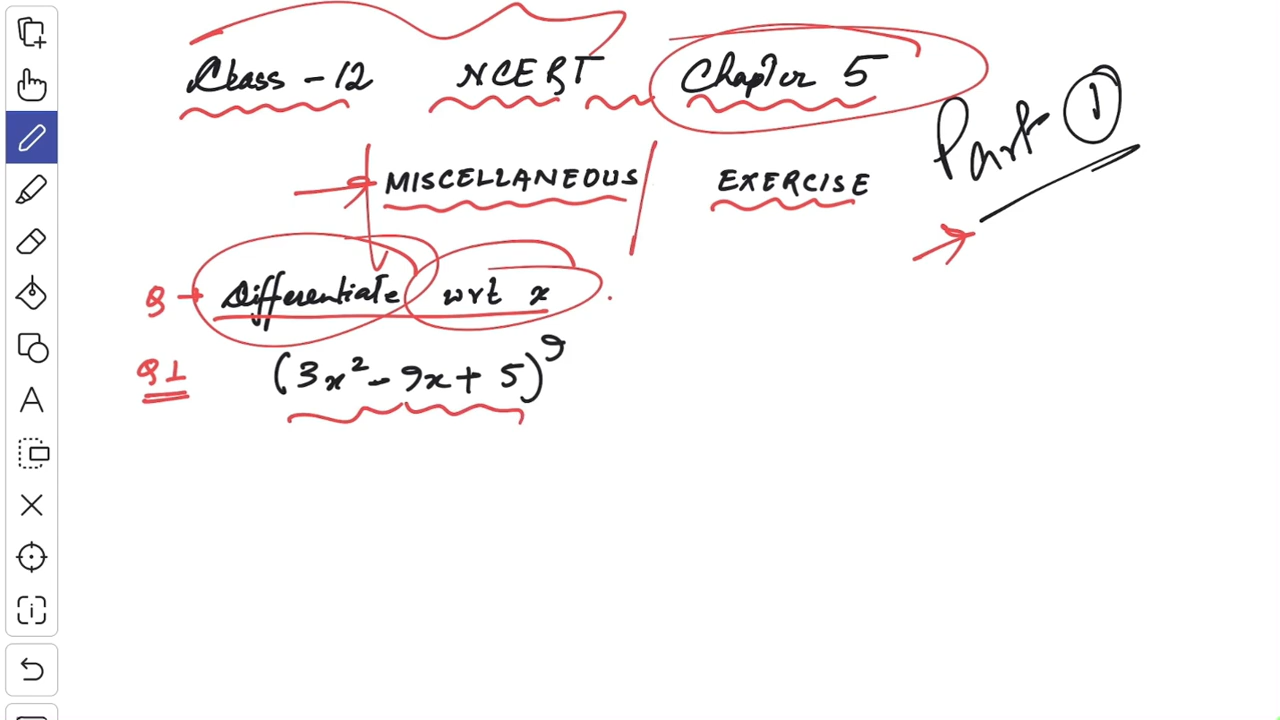 Class - 12 NCERT Chapter 5
Part 1
MISCELLANEOUS EXERCISE
Q → Differentiate wrt x
Q1 (3x² - 9x + 5)⁹